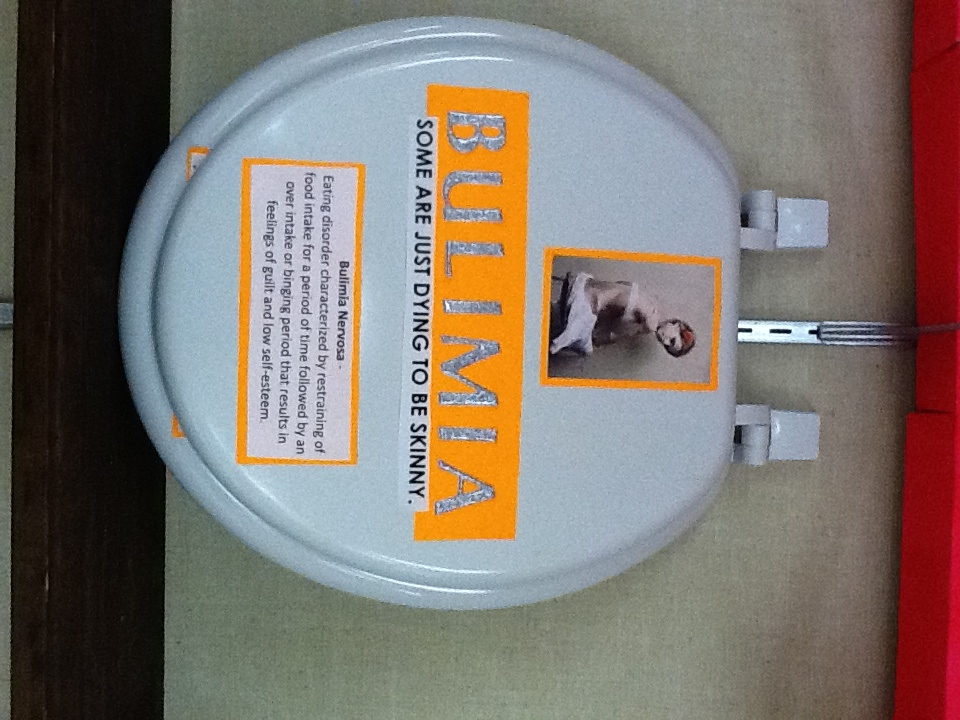 BULIMIA
SOME ARE JUST DYING TO BE SKINNY.
Bulimia Nervosa -
Eating disorder characterized by restraining of
food intake for a period of time followed by an
over intake or binging period that results in
feelings of guilt and low self-esteem.